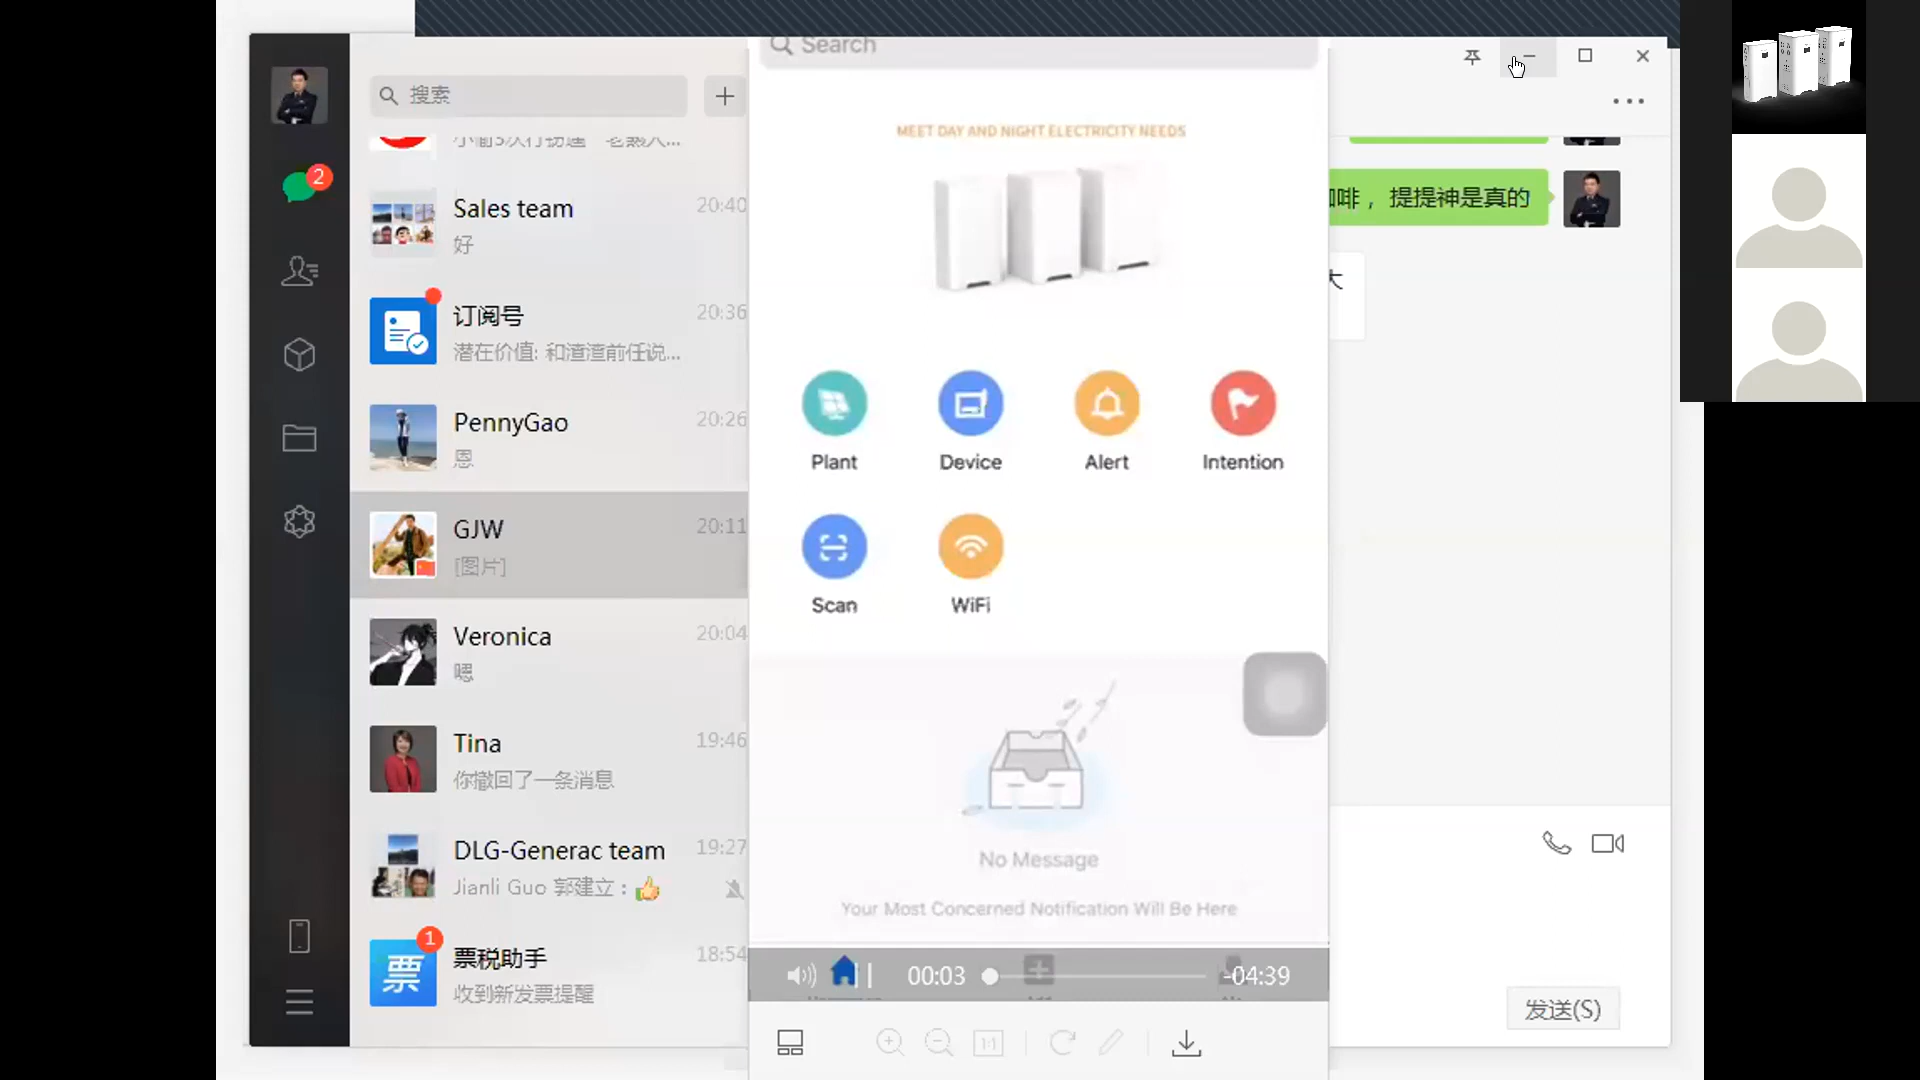 搜索
Sales team
20:40
好
订阅号
20:36
潜在价值: 和渣渣前任说...
PennyGao
20:26
恩
GJW
20:11
[图片]
Veronica
20:04
嗯
Tina
19:46
你撤回了一条消息
DLG-Generac team
19:27
Jianli Guo 郭建立：
票税助手
18:54
收到新发票提醒
2
1
票
Search
MEET DAY AND NIGHT ELECTRICITY NEEDS
Plant
Device
Alert
Intention
Scan
WiFi
No Message
Your Most Concerned Notification Will Be Here
00:03
-04:39
1:1
啡，提提神是真的
大
发送(S)